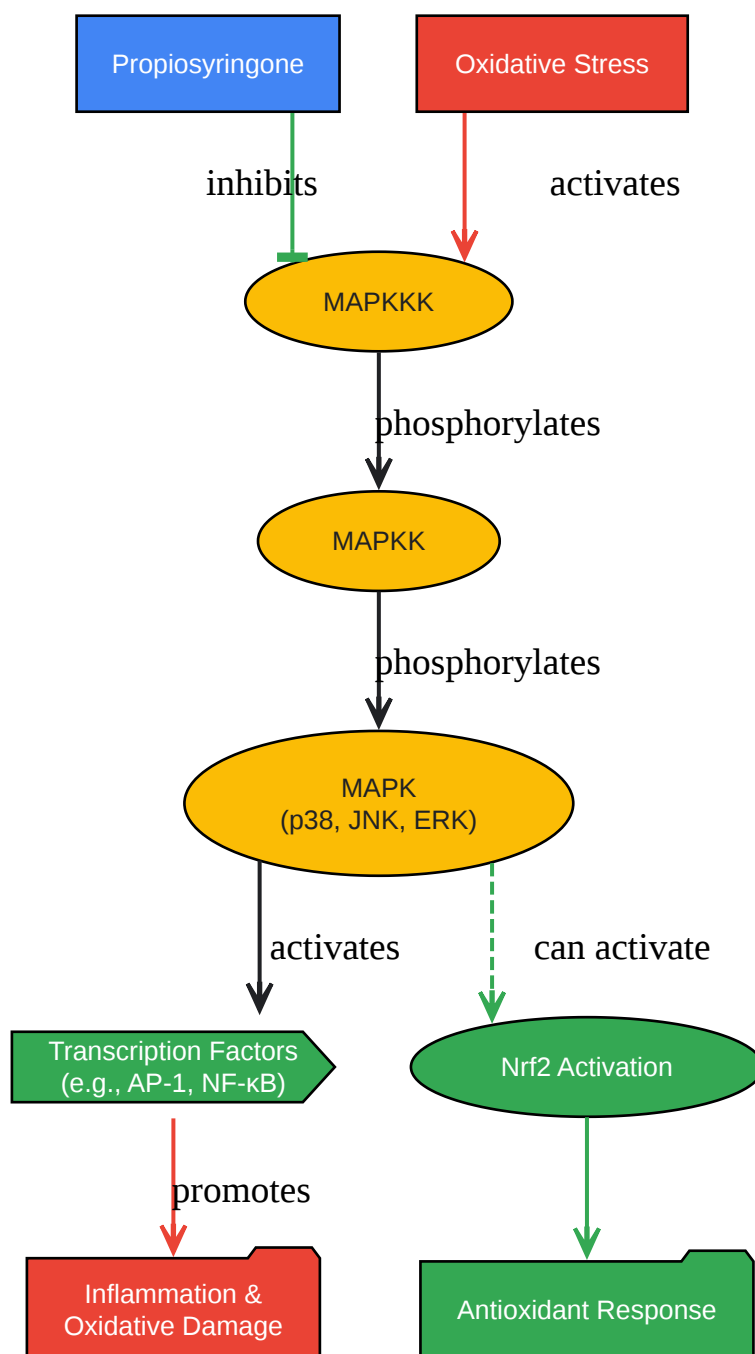 Propiosyringone
Oxidative Stress
inhibits
activates
MAPKKK
phosphorylates
MAPKK
phosphorylates
MAPK
(p38, JNK, ERK)
activates
can activate
Transcription Factors
(e.g., AP-1, NF-κB)
Nrf2 Activation
promotes
Inflammation &
Oxidative Damage
Antioxidant Response